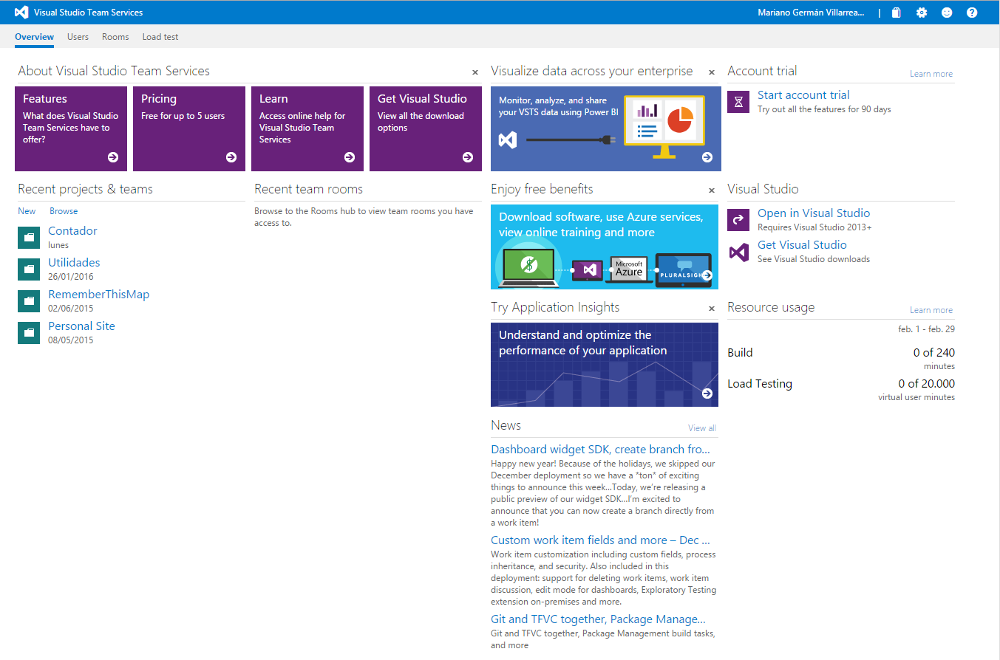 Visual Studio Team Services
Mariano Germán Villarrea... |
Overview Users Rooms Load test
About Visual Studio Team Services
Features
What does Visual Studio
Team Services have to
offer?
Pricing
Free for up to 5 users
Learn
Access online help for
Visual Studio Team
Services
Get Visual Studio
View all the download
options
Recent projects & teams
New Browse
Contador
lunes
Utilidades
26/01/2016
RememberThisMap
02/06/2015
Personal Site
08/05/2015
Recent team rooms
Browse to the Rooms hub to view team rooms you have
access to.
Visualize data across your enterprise
Monitor, analyze, and share
your VSTS data using Power BI
Enjoy free benefits
Download software, use Azure services,
view online training and more
Microsoft
Azure
PLURALSIGH
Try Application Insights
Understand and optimize the
performance of your application
News
View all
Dashboard widget SDK, create branch fro...
Happy new year! Because of the holidays, we skipped our
December deployment so we have a *ton* of exciting
things to announce this week...Today, we're releasing a
public preview of our widget SDK...I'm excited to
announce that you can now create a branch directly from
a work item!
Custom work item fields and more – Dec ...
Work item customization including custom fields, process
inheritance, and security. Also included in this
deployment: support for deleting work items, work item
discussion, edit mode for dashboards, Exploratory Testing
extension on-premises and more.
Git and TFVC together, Package Manage...
Git and TFVC together, Package Management build tasks,
and more
Account trial
Learn more
Start account trial
Try out all the features for 90 days
Visual Studio
Open in Visual Studio
Requires Visual Studio 2013+
Get Visual Studio
See Visual Studio downloads
Resource usage
Learn more
feb. 1 - feb. 29
Build 0 of 240
minutes
Load Testing 0 of 20.000
virtual user minutes